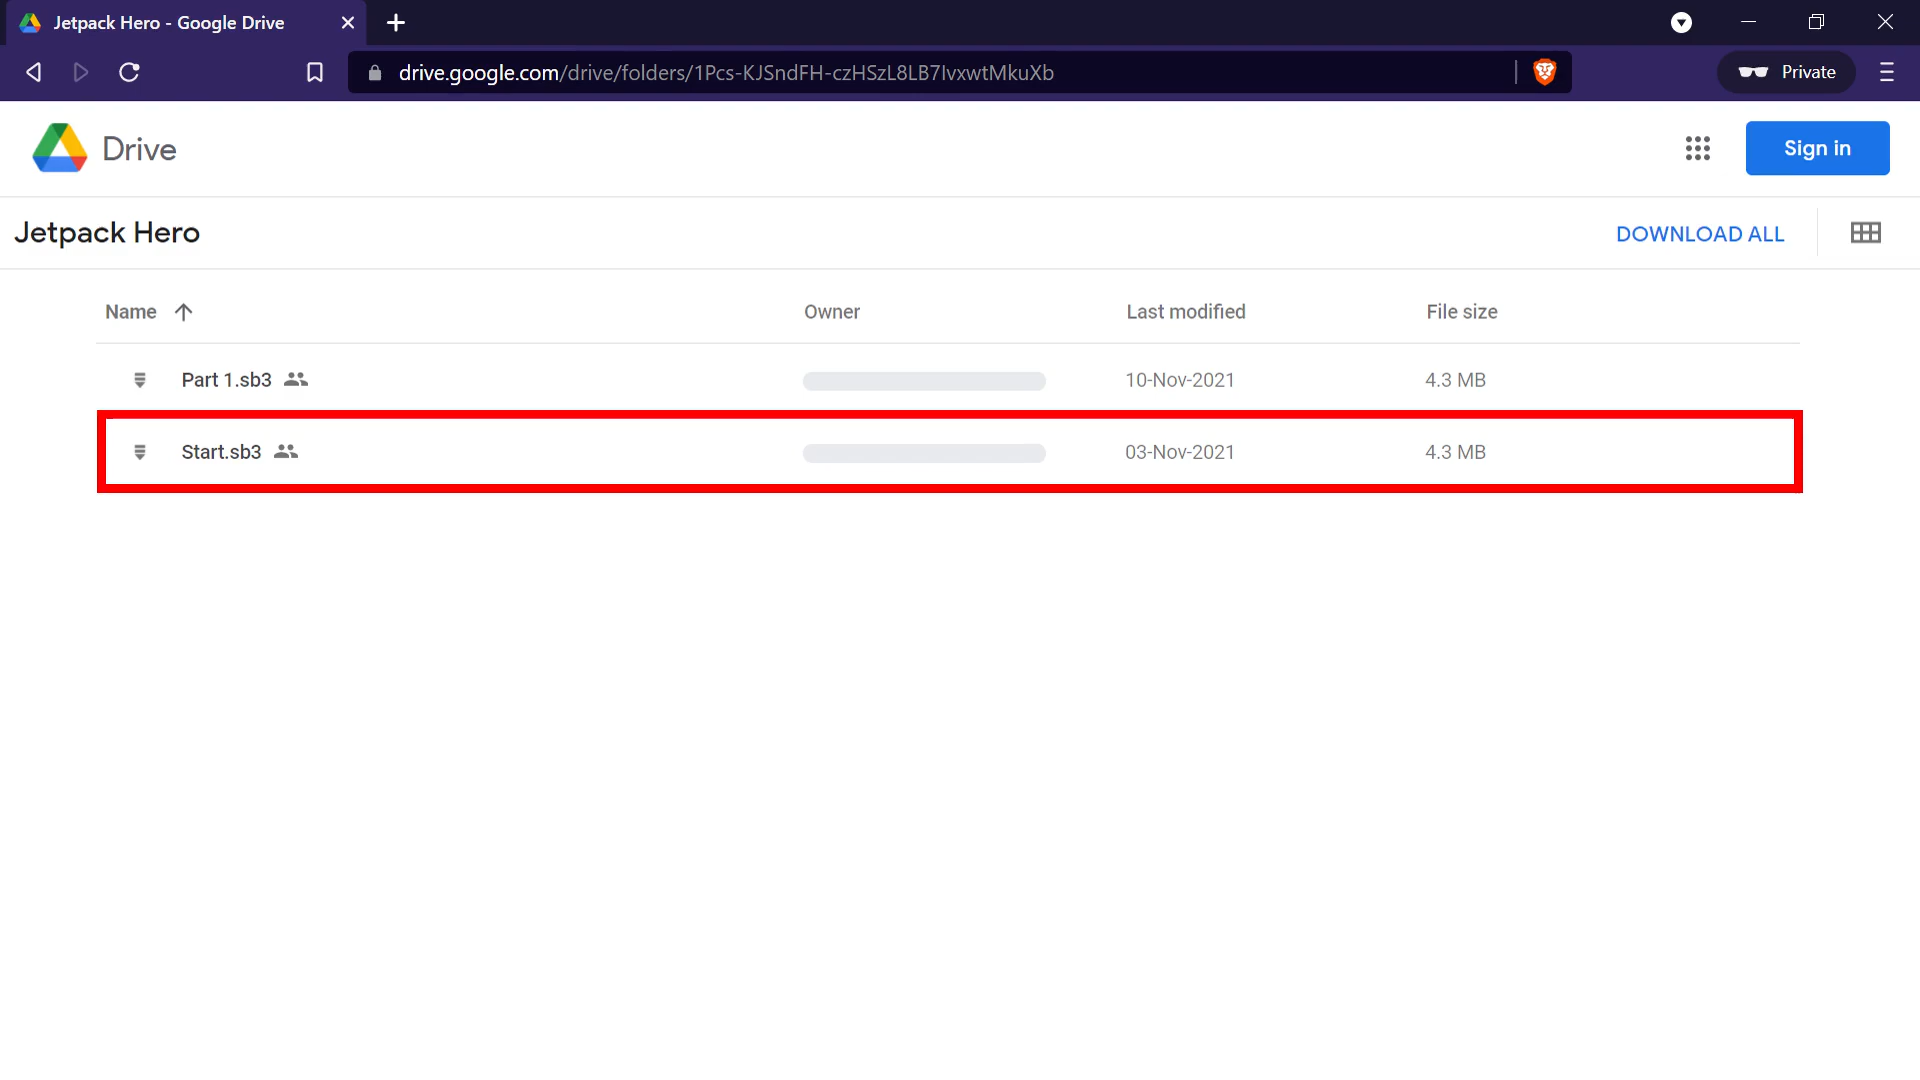 Jetpack Hero - Google Drive
drive.google.com/drive/folders/1Pcs-KJSndFH-czHSzL8LB7IvxwtMkuXb
Private
Drive
Sign in
Jetpack Hero
DOWNLOAD ALL
Name Owner Last modified File size
Part 1.sb3 10-Nov-2021 4.3 MB
Start.sb3 03-Nov-2021 4.3 MB